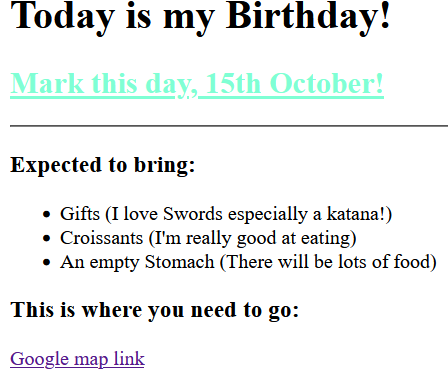 Today is my Birthday!
Mark this day, 15th October!
Expected to bring:
Gifts (I love Swords especially a katana!)
Croissants (I'm really good at eating)
An empty Stomach (There will be lots of food)
This is where you need to go:
Google map link